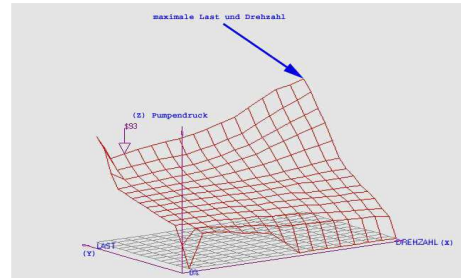 maximale Last und Drehzahl
(Z) Pumpendruck
193
LAST
(Y)
DREHZAHL (X)
0%